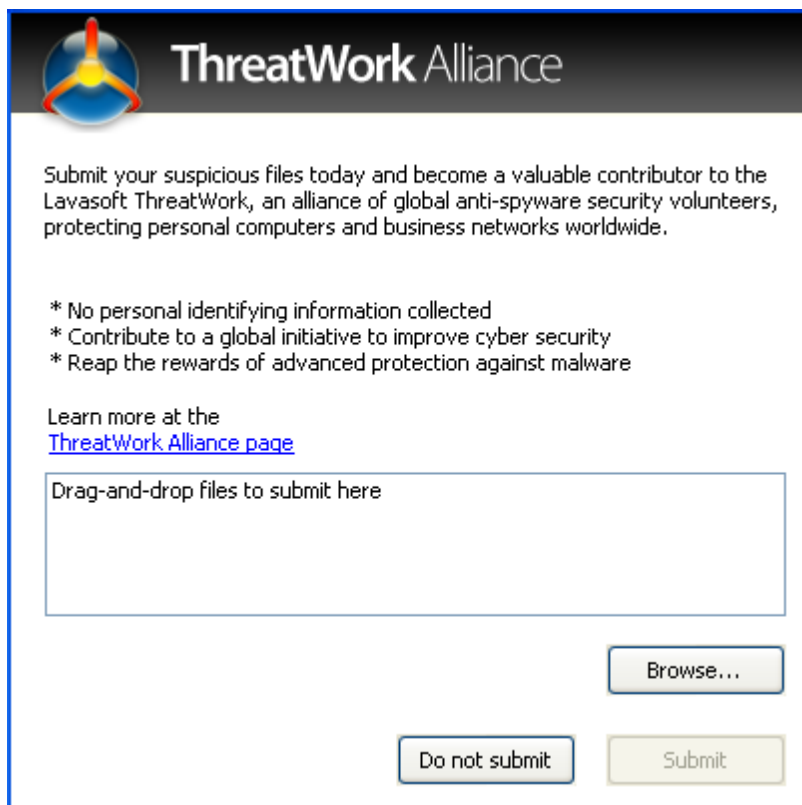 ThreatWork Alliance
Submit your suspicious files today and become a valuable contributor to the
Lavasoft ThreatWork, an alliance of global anti-spyware security volunteers,
protecting personal computers and business networks worldwide.
* No personal identifying information collected
* Contribute to a global initiative to improve cyber security
* Reap the rewards of advanced protection against malware
Learn more at the
ThreatWork Alliance page
Drag-and-drop files to submit here
Browse...
Do not submit
Submit